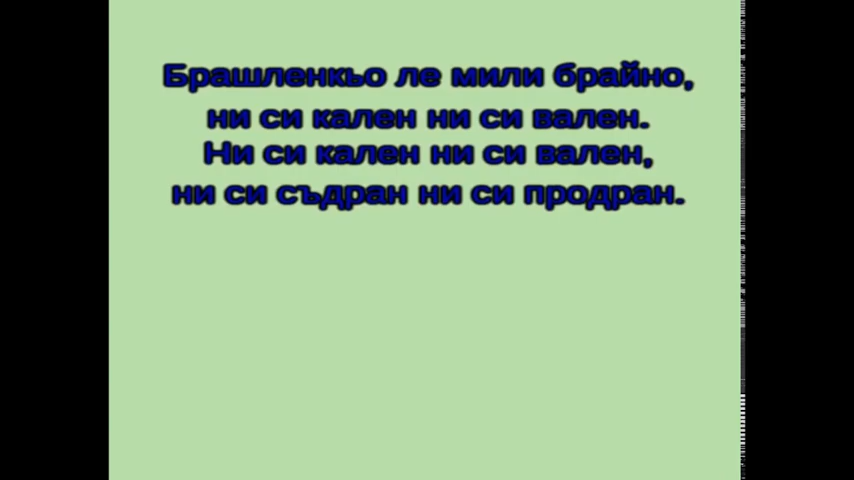 Брашленкьо ле мили брайно,
ни си кален ни си вален.
Ни си кален ни си вален,
ни си съдран ни си продран.